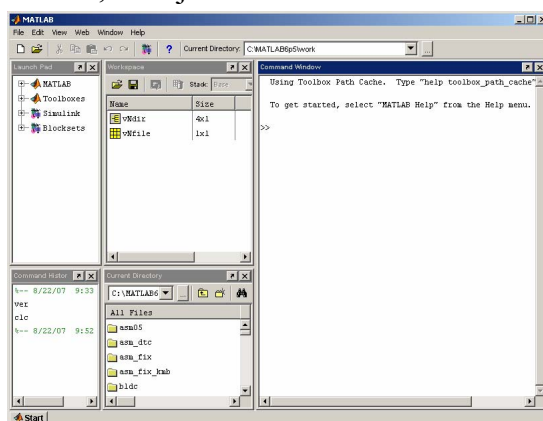 MATLAB
File Edit View Web Window Help
Current Directory: C:\MATLAB6p5\work
Launch Pad
MATLAB
Toolboxes
Simulink
Blocksets
Workspace
Stack: Base
Name Size
vNdir 4x1
vNfile 1x1
Command Window
Using Toolbox Path Cache. Type "help toolbox_path_cache"
To get started, select "MATLAB Help" from the Help menu.
>>
Command Histor
%-- 8/22/07 9:33
ver
clc
%-- 8/22/07 9:52
Current Directory
C:\MATLAB6
All Files
asm05
asm_dtc
asm_fix
asm_fix_kmb
bldc
Start